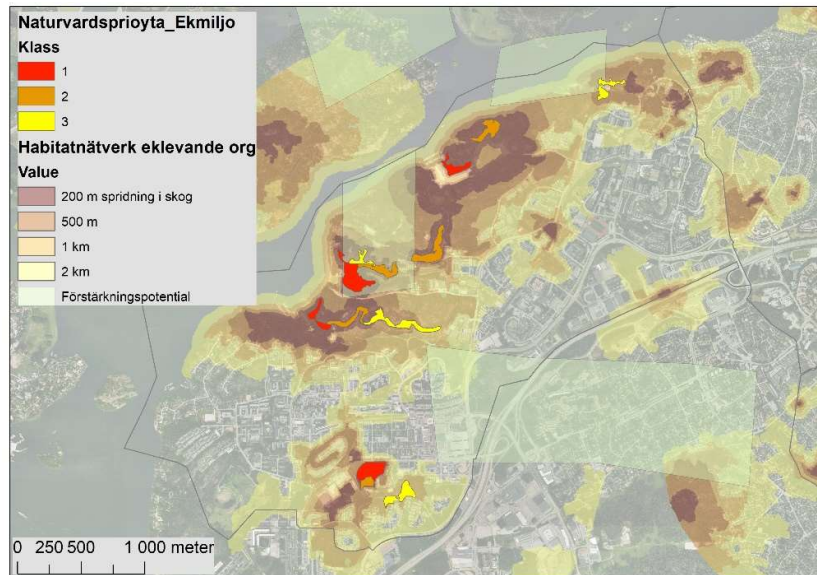 Naturvardsprioyta_Ekmiljo
Klass
1
2
3
Habitatnätverk eklevande org
Value
200 m spridning i skog
500 m
1 km
2 km
Förstärkningspotential
0 250 500 1 000 meter